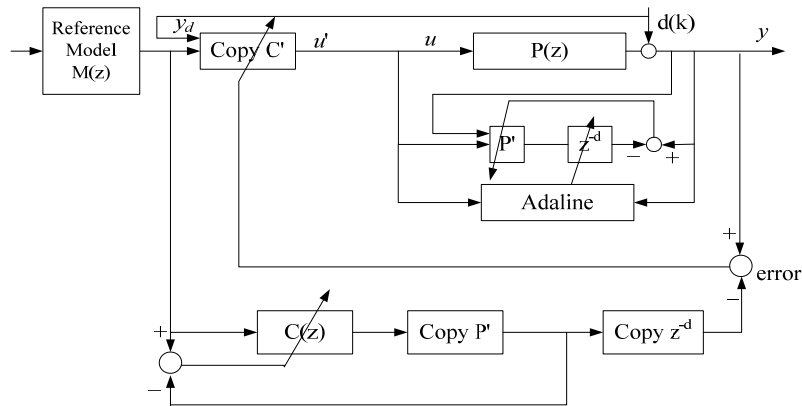 Reference
Model
M(z)
y_d
Copy C'
u'
u
P(z)
d(k)
y
P'
z^{-d}
−
+
Adaline
+
error
−
+
C(z)
Copy P'
Copy z^{-d}
−